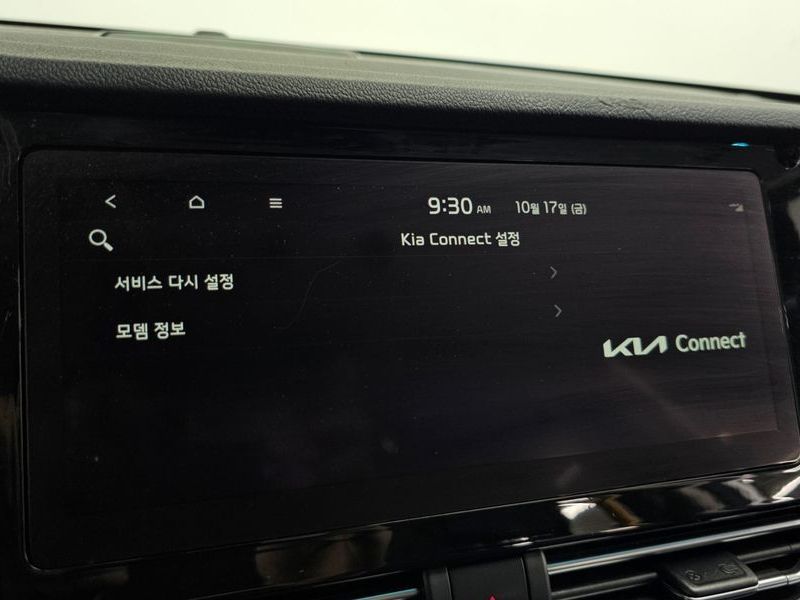 9:30 AM 10월 17일 (금)
Kia Connect 설정
서비스 다시 설정
모뎀 정보
KIA Connect